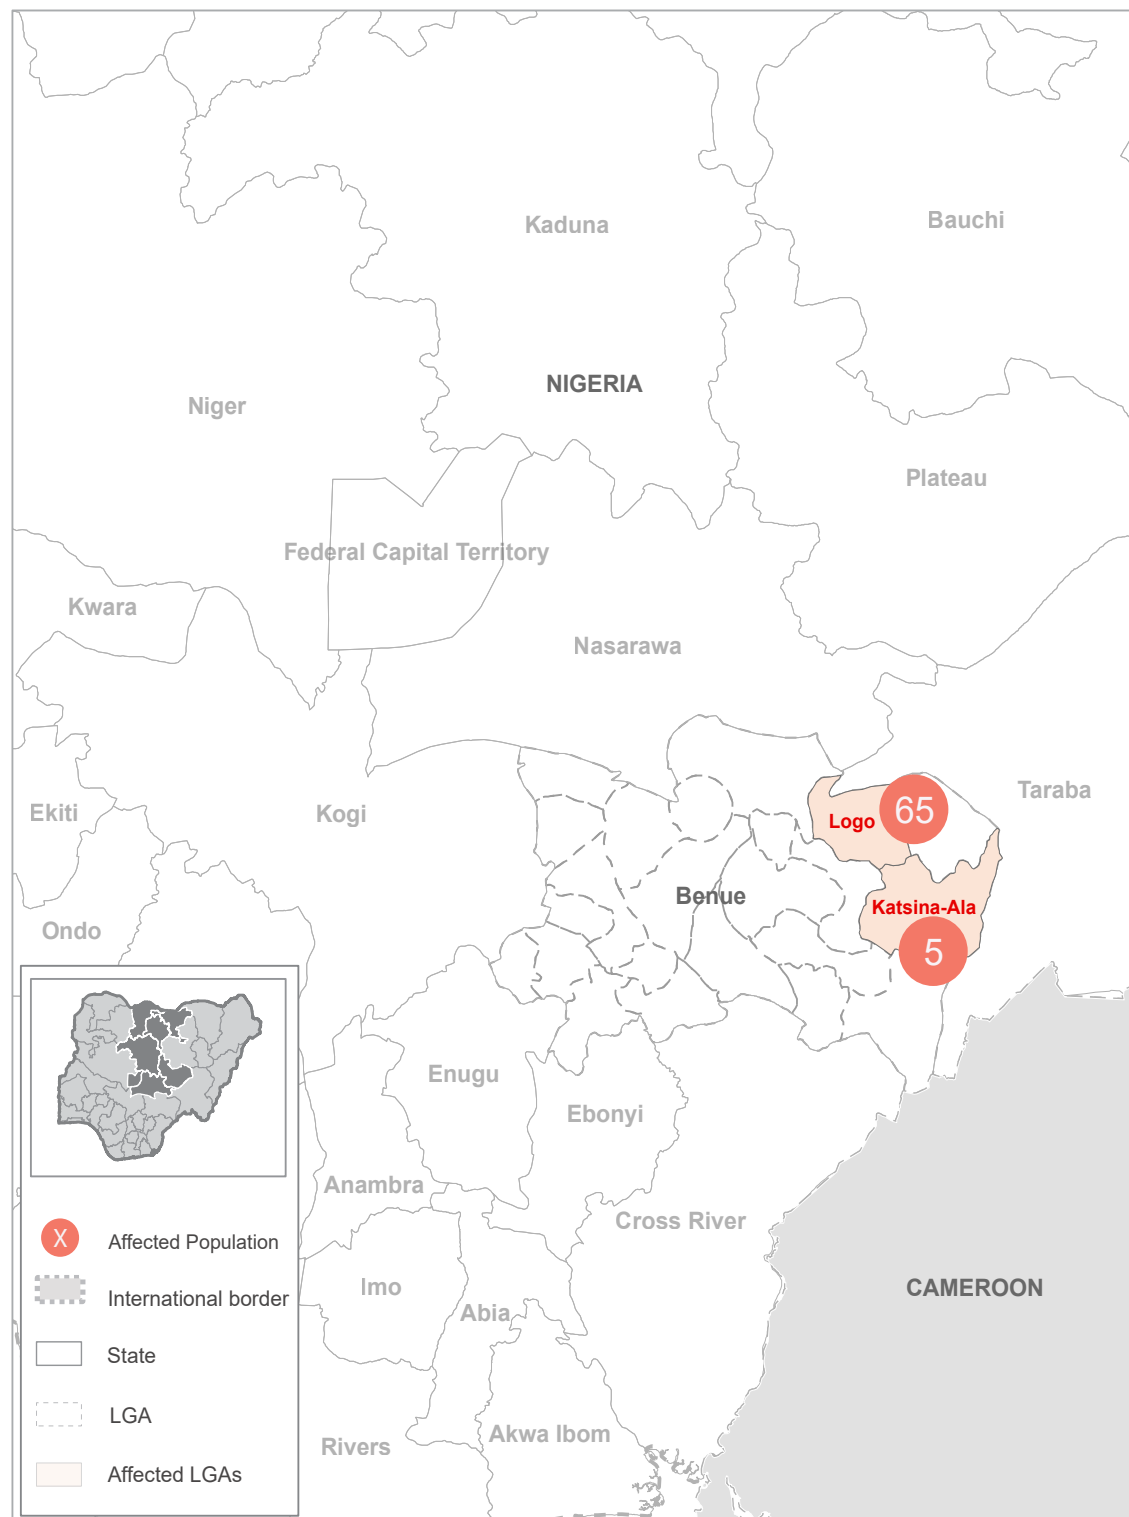 Kaduna
Bauchi
NIGERIA
Niger
Plateau
Federal Capital Territory
Kwara
Nasarawa
Taraba
Ekiti
Kogi
Logo
65
Benue
Katsina-Ala
Ondo
5
Enugu
Ebonyi
Anambra
Cross River
Imo
Abia
CAMEROON
Rivers
Akwa Ibom
X Affected Population
International border
State
LGA
Affected LGAs